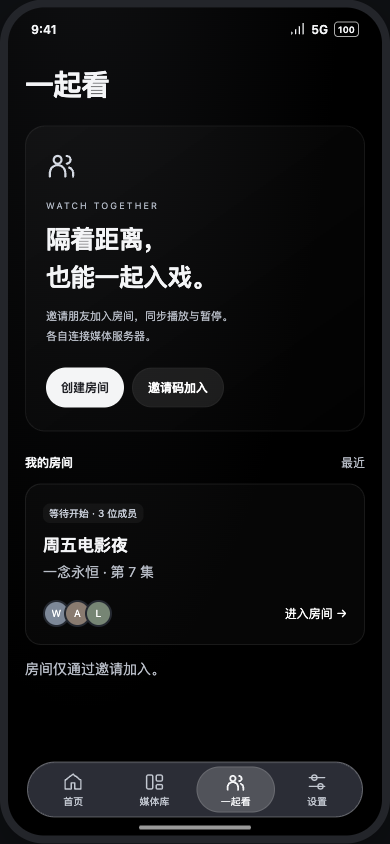 9:41
5G
100
一起看
WATCH TOGETHER
隔着距离，
也能一起入戏。
邀请朋友加入房间，同步播放与暂停。
各自连接媒体服务器。
创建房间
邀请码加入
我的房间
最近
等待开始 · 3 位成员
周五电影夜
一念永恒 · 第 7 集
W
A
L
进入房间 →
房间仅通过邀请加入。
首页
媒体库
一起看
设置